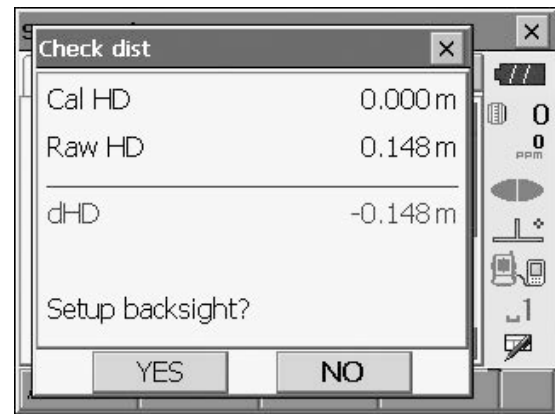 Check dist
Cal HD 0.000 m
Raw HD 0.148 m
dHD -0.148 m
Setup backsight?
YES NO
0
0
PPM
1